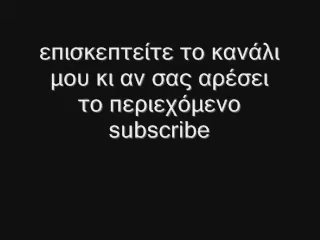 επισκεπτείτε το κανάλι
μου κι αν σας αρέσει
το περιεχόμενο
subscribe